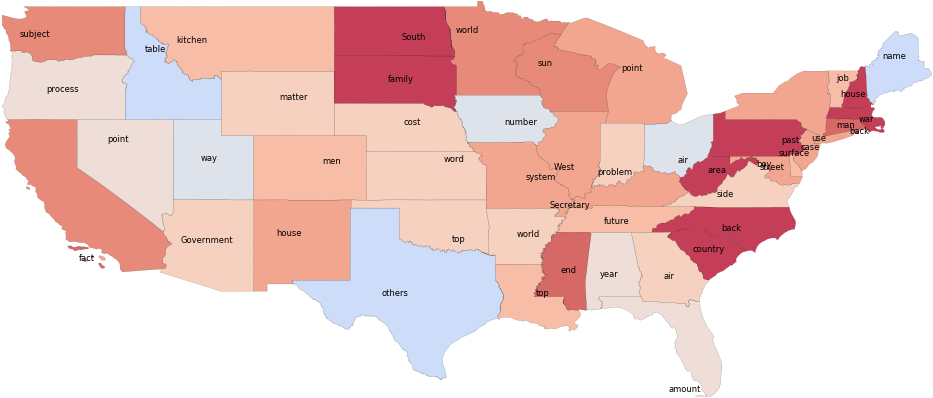 subject
table
kitchen
South
world
sun
point
name
process
matter
family
job
house
point
cost
number
man
war
back
way
men
word
West
system
problem
air
past
use
case
surface
boy
street
area
side
Secretary
Government
house
top
world
future
back
country
fact
others
top
end
year
air
amount